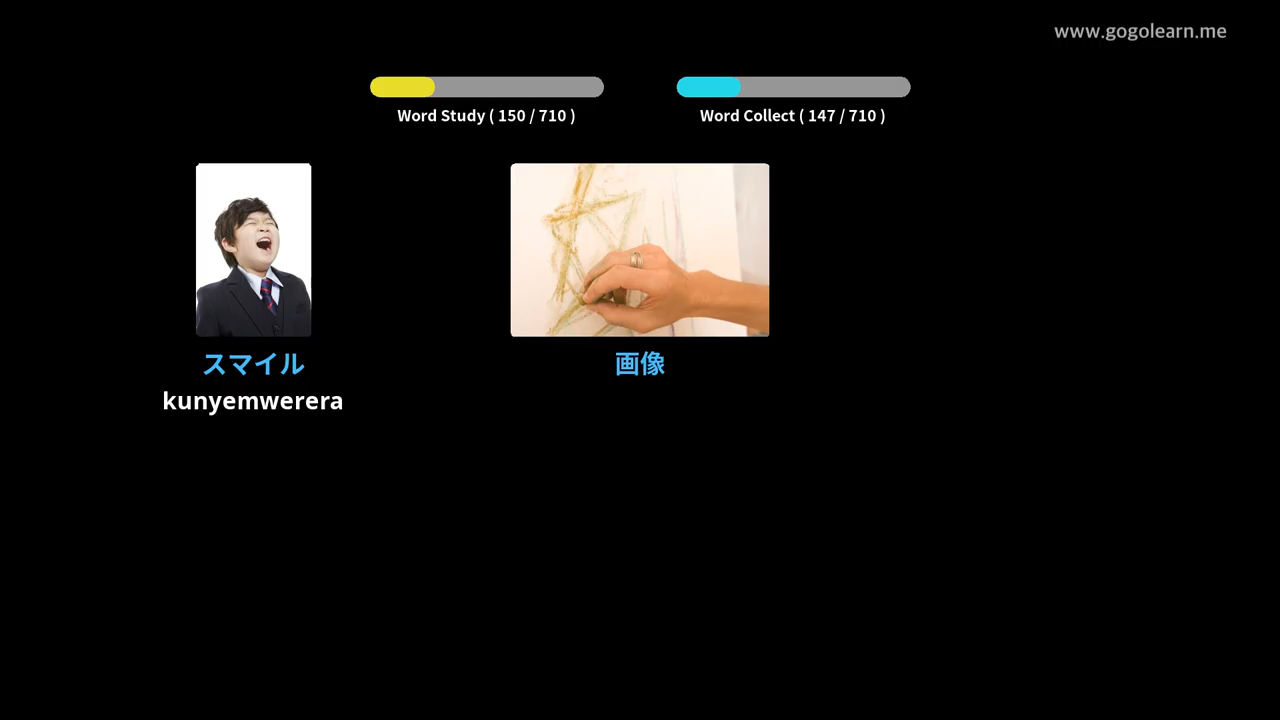 www.gogolearn.me
Word Study ( 150 / 710 )
Word Collect ( 147 / 710 )
スマイル
画像
kunyemwerera